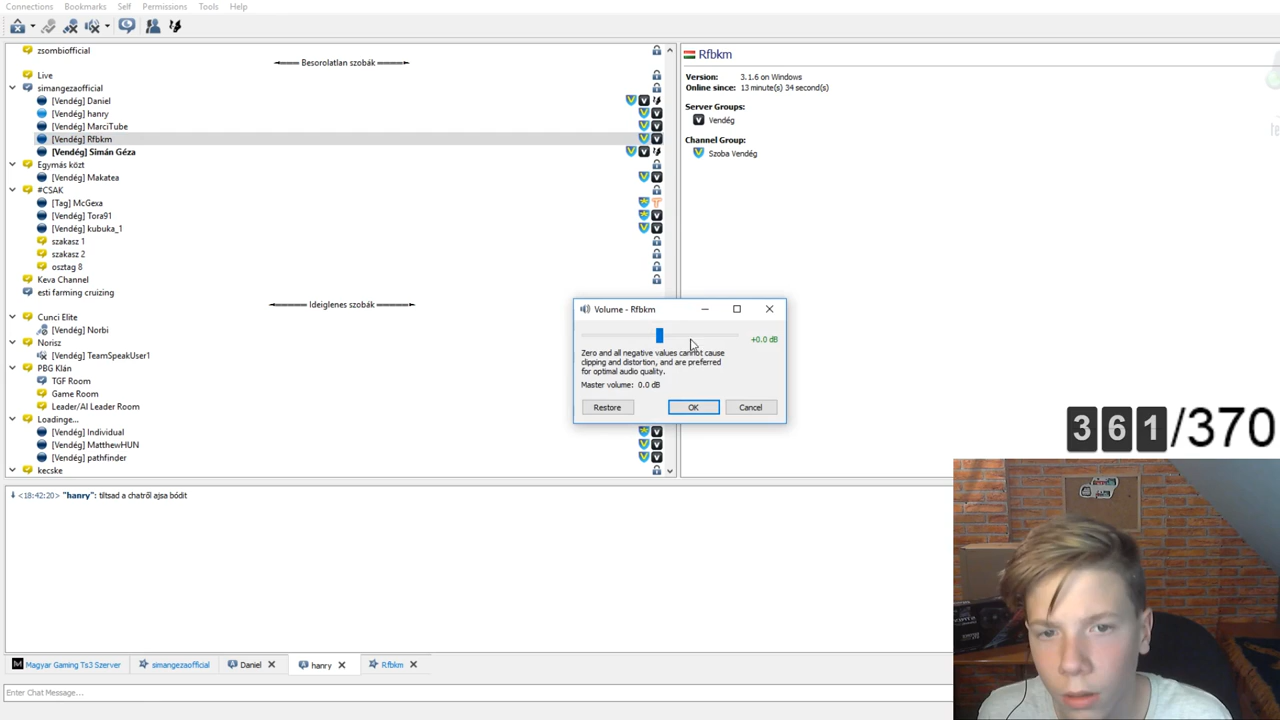 Connections Bookmarks Self Permissions Tools Help
zsombiofficial
Besorolatlan szobák
Live
simangezaofficial
[Vendég] Daniel
[Vendég] hanry
[Vendég] MarciTube
[Vendég] Rfbkm
[Vendég] Simán Géza
Egymás közt
[Vendég] Makatea
#CSAK
[Tag] McGexa
[Vendég] Tora91
[Vendég] kubuka_1
szakasz 1
szakasz 2
osztag 8
Keva Channel
esti farming cruizing
Ideiglenes szobák
Cunci Elite
[Vendég] Norbi
Norisz
[Vendég] TeamSpeakUser1
PBG Klán
TGF Room
Game Room
Leader/AI Leader Room
Loadinge...
[Vendég] Individual
[Vendég] MatthewHUN
[Vendég] pathfinder
kecske
Rfbkm
Version: 3.1.6 on Windows
Online since: 13 minute(s) 34 second(s)
Server Groups:
Vendég
Channel Group:
Szoba Vendég
Volume - Rfbkm
+0.0 dB
Zero and all negative values cannot cause
clipping and distortion, and are preferred
for optimal audio quality.
Master volume: 0.0 dB
Restore OK Cancel
361/370
<18:42:20> "hanry": tiltsad a chatről ajsa bódit
Magyar Gaming Ts3 Szerver simangezaofficial Daniel hanry Rfbkm
Enter Chat Message...